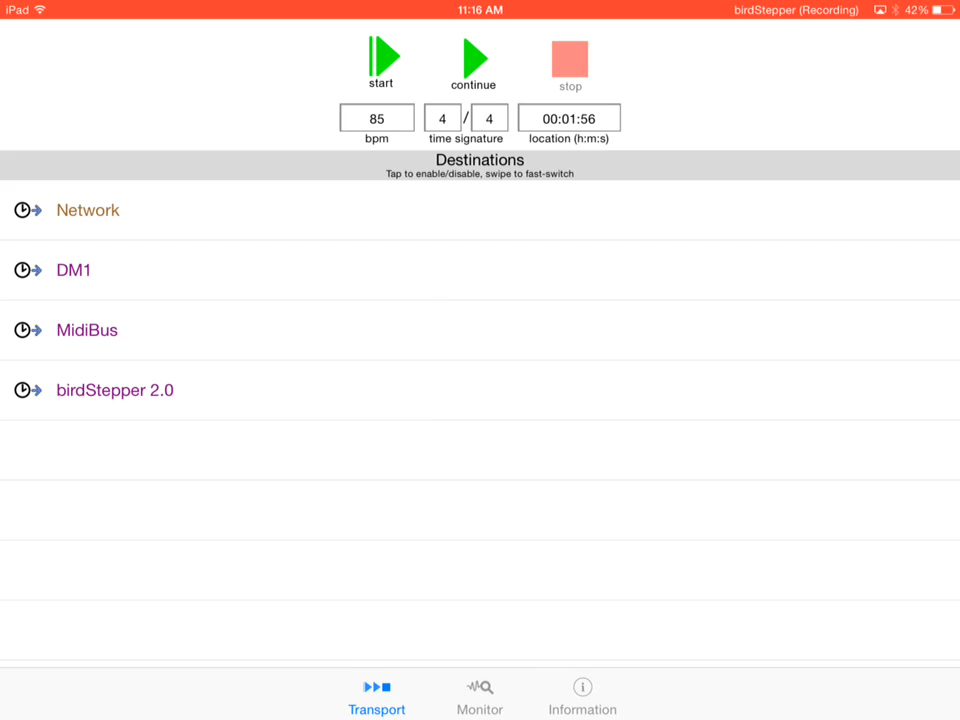 iPad 11:16 AM birdStepper (Recording) 42%
start continue stop
85 4 / 4 00:01:56
bpm time signature location (h:m:s)
Destinations
Tap to enable/disable, swipe to fast-switch
Network
DM1
MidiBus
birdStepper 2.0
Transport Monitor Information